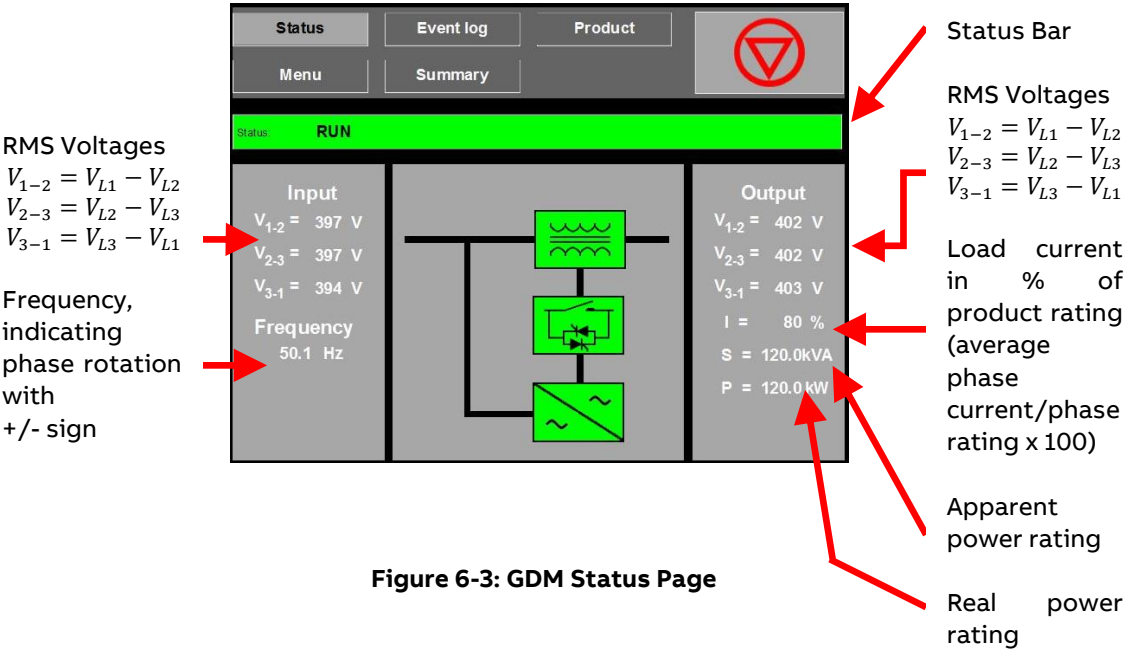 Status
Event log
Product
Menu
Summary
Status: RUN
Input
V1-2 = 397 V
V2-3 = 397 V
V3-1 = 394 V
Frequency
50.1 Hz
Output
V1-2 = 402 V
V2-3 = 402 V
V3-1 = 403 V
I = 80 %
S = 120.0kVA
P = 120.0 kW
RMS Voltages
V1−2 = VL1 − VL2
V2−3 = VL2 − VL3
V3−1 = VL3 − VL1
Frequency,
indicating
phase rotation
with
+/- sign
Status Bar
RMS Voltages
V1−2 = VL1 − VL2
V2−3 = VL2 − VL3
V3−1 = VL3 − VL1
Load current
in % of
product rating
(average
phase
current/phase
rating x 100)
Apparent
power rating
Real power
rating
Figure 6-3: GDM Status Page